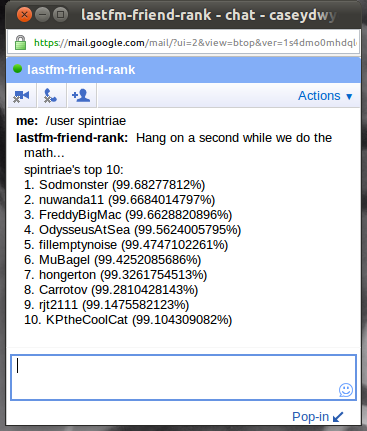 lastfm-friend-rank - chat - caseydwy
https://mail.google.com/mail/?ui=2&view=btop&ver=1s4dmo0mhdqlo
lastfm-friend-rank
Actions ▼
me: /user spintriae
lastfm-friend-rank: Hang on a second while we do the
math...
spintriae's top 10:
1. Sodmonster (99.68277812%)
2. nuwanda11 (99.6684014797%)
3. FreddyBigMac (99.6628820896%)
4. OdysseusAtSea (99.5624005795%)
5. fillemptynoise (99.4747102261%)
6. MuBagel (99.4252085686%)
7. hongerton (99.3261754513%)
8. Carrotov (99.2810428143%)
9. rjt2111 (99.1475582123%)
10. KPtheCoolCat (99.104309082%)
Pop-in